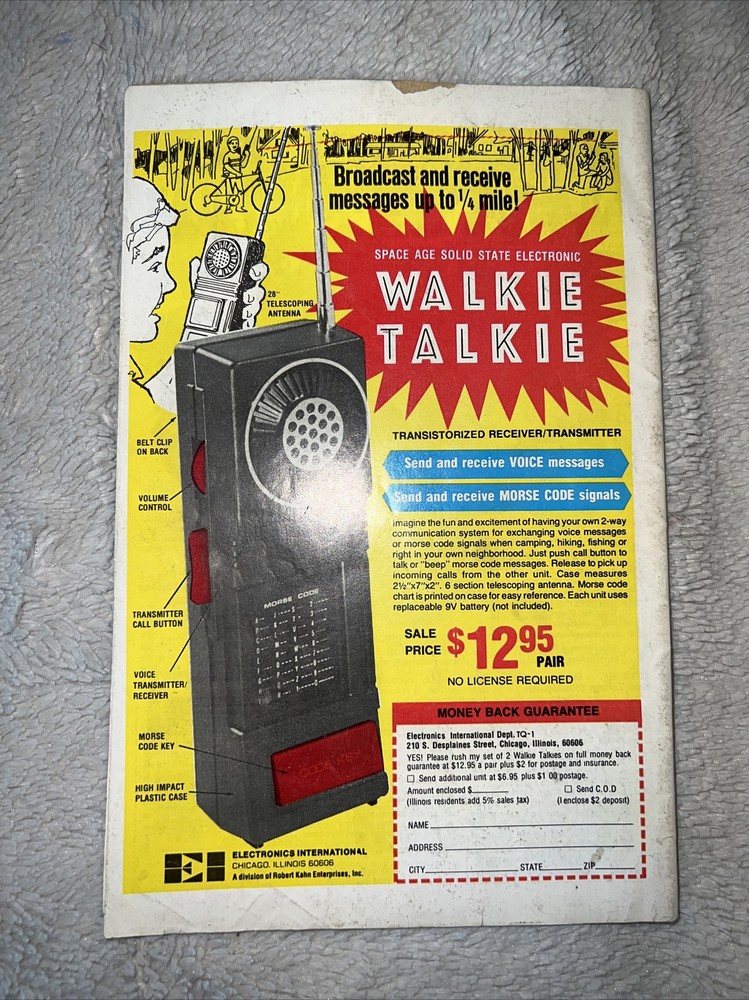 Broadcast and receive
messages up to 1/4 mile!
SPACE AGE SOLID STATE ELECTRONIC
WALKIE
TALKIE
28"
TELESCOPING
ANTENNA
TRANSISTORIZED RECEIVER/TRANSMITTER
BELT CLIP
ON BACK
Send and receive VOICE messages
VOLUME
CONTROL
Send and receive MORSE CODE signals
Imagine the fun and excitement of having your own 2-way
communication system for exchanging voice messages
or morse code signals when camping, hiking, fishing or
right in your own neighborhood. Just push call button to
talk or "beep" morse code messages. Release to pick up
incoming calls from the other unit. Case measures
2½"x7"x2". 6 section telescoping antenna. Morse code
chart is printed on case for easy reference. Each unit uses
replaceable 9V battery (not included).
MORSE CODE
TRANSMITTER
CALL BUTTON
SALE
PRICE $12.95
PAIR
NO LICENSE REQUIRED
VOICE
TRANSMITTER/
RECEIVER
MORSE
CODE KEY
HIGH IMPACT
PLASTIC CASE
MONEY BACK GUARANTEE
Electronics International Dept. TQ-1
210 S. Desplaines Street, Chicago, Illinois, 60606
YES! Please rush my set of 2 Walkie Talkies on full money back
guarantee at $12.95 a pair plus $2 for postage and insurance.
☐ Send additional unit at $6.95 plus $1.00 postage.
Amount enclosed $ ☐ Send C.O.D
(Illinois residents add 5% sales tax) (I enclose $2 deposit)
NAME
ADDRESS
CITY STATE ZIP
EI ELECTRONICS INTERNATIONAL
CHICAGO, ILLINOIS 60606
A division of Robert Kahn Enterprises, Inc.